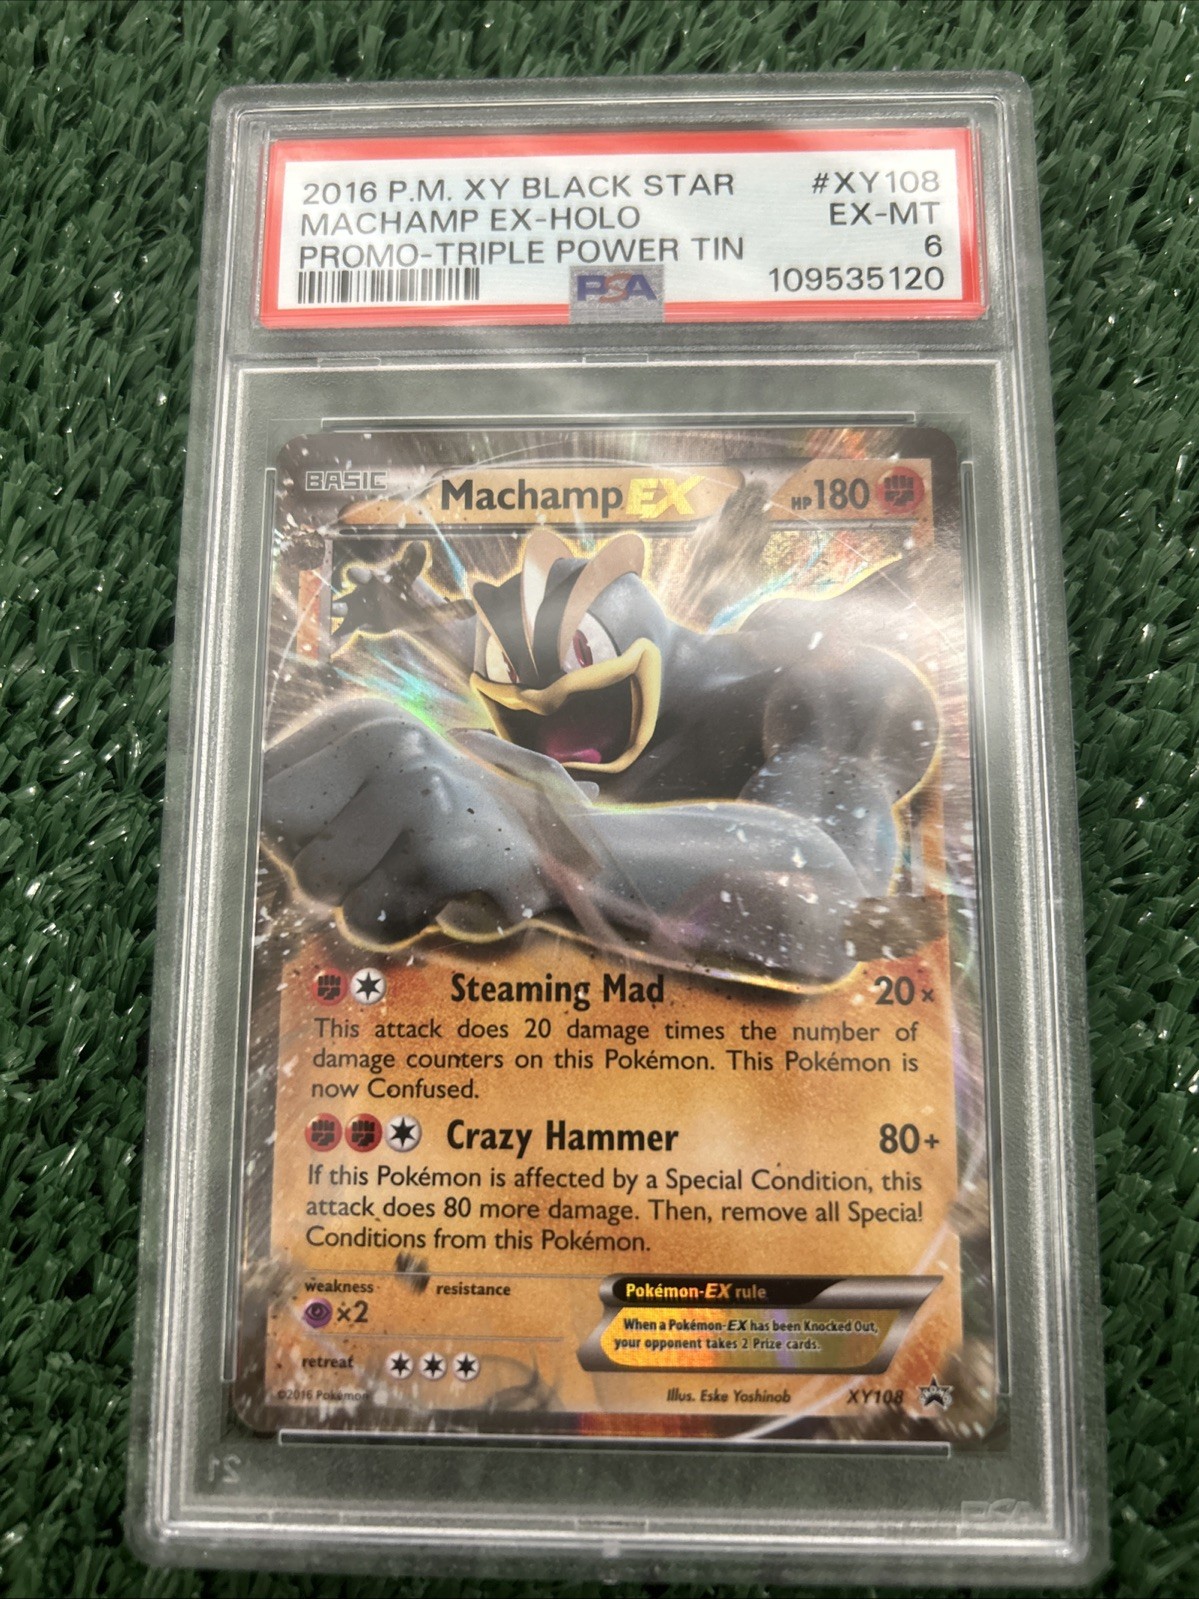 2016 P.M. XY BLACK STAR #XY108
MACHAMP EX-HOLO EX-MT
PROMO-TRIPLE POWER TIN 6
PSA 109535120
BASIC Machamp EX HP 180
Steaming Mad 20x
This attack does 20 damage times the number of
damage counters on this Pokémon. This Pokémon is
now Confused.
Crazy Hammer 80+
If this Pokémon is affected by a Special Condition, this
attack does 80 more damage. Then, remove all Special
Conditions from this Pokémon.
weakness resistance
×2
Pokémon-EX rule
When a Pokémon-EX has been Knocked Out,
your opponent takes 2 Prize cards.
retreat
©2016 Pokémon Illus. Eske Yoshinob XY108
21 PSA